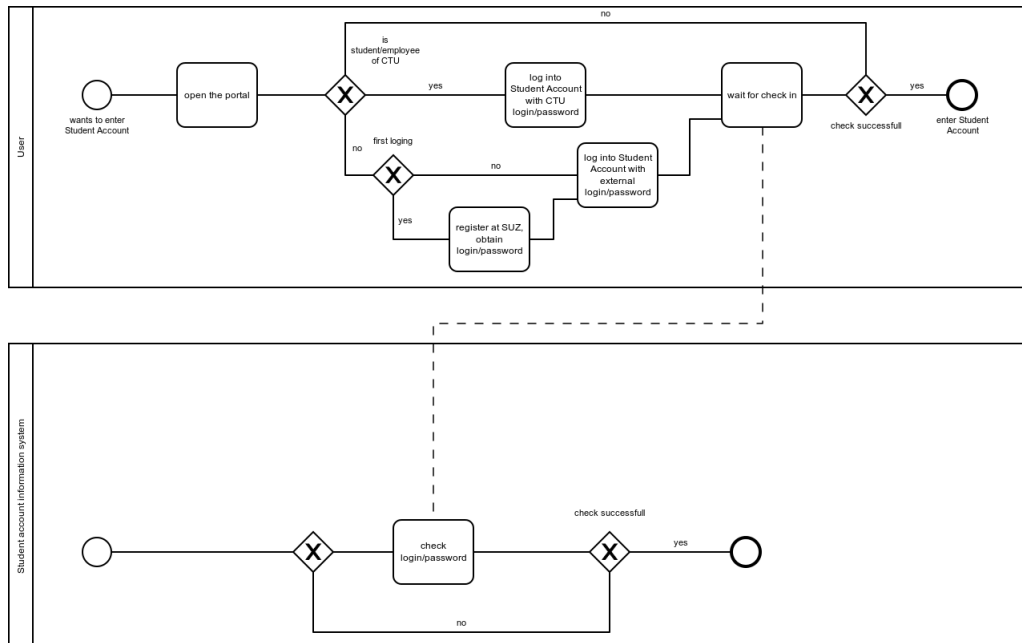 no
is
student/employee
of CTU
User
wants to enter
Student Account
open the portal
yes
log into
Student Account
with CTU
login/password
wait for check in
yes
check successfull
enter Student
Account
no
first loging
no
log into Student
Account with
external
login/password
yes
register at SUZ,
obtain
login/password
Student account information system
check
login/password
check successfull
yes
no